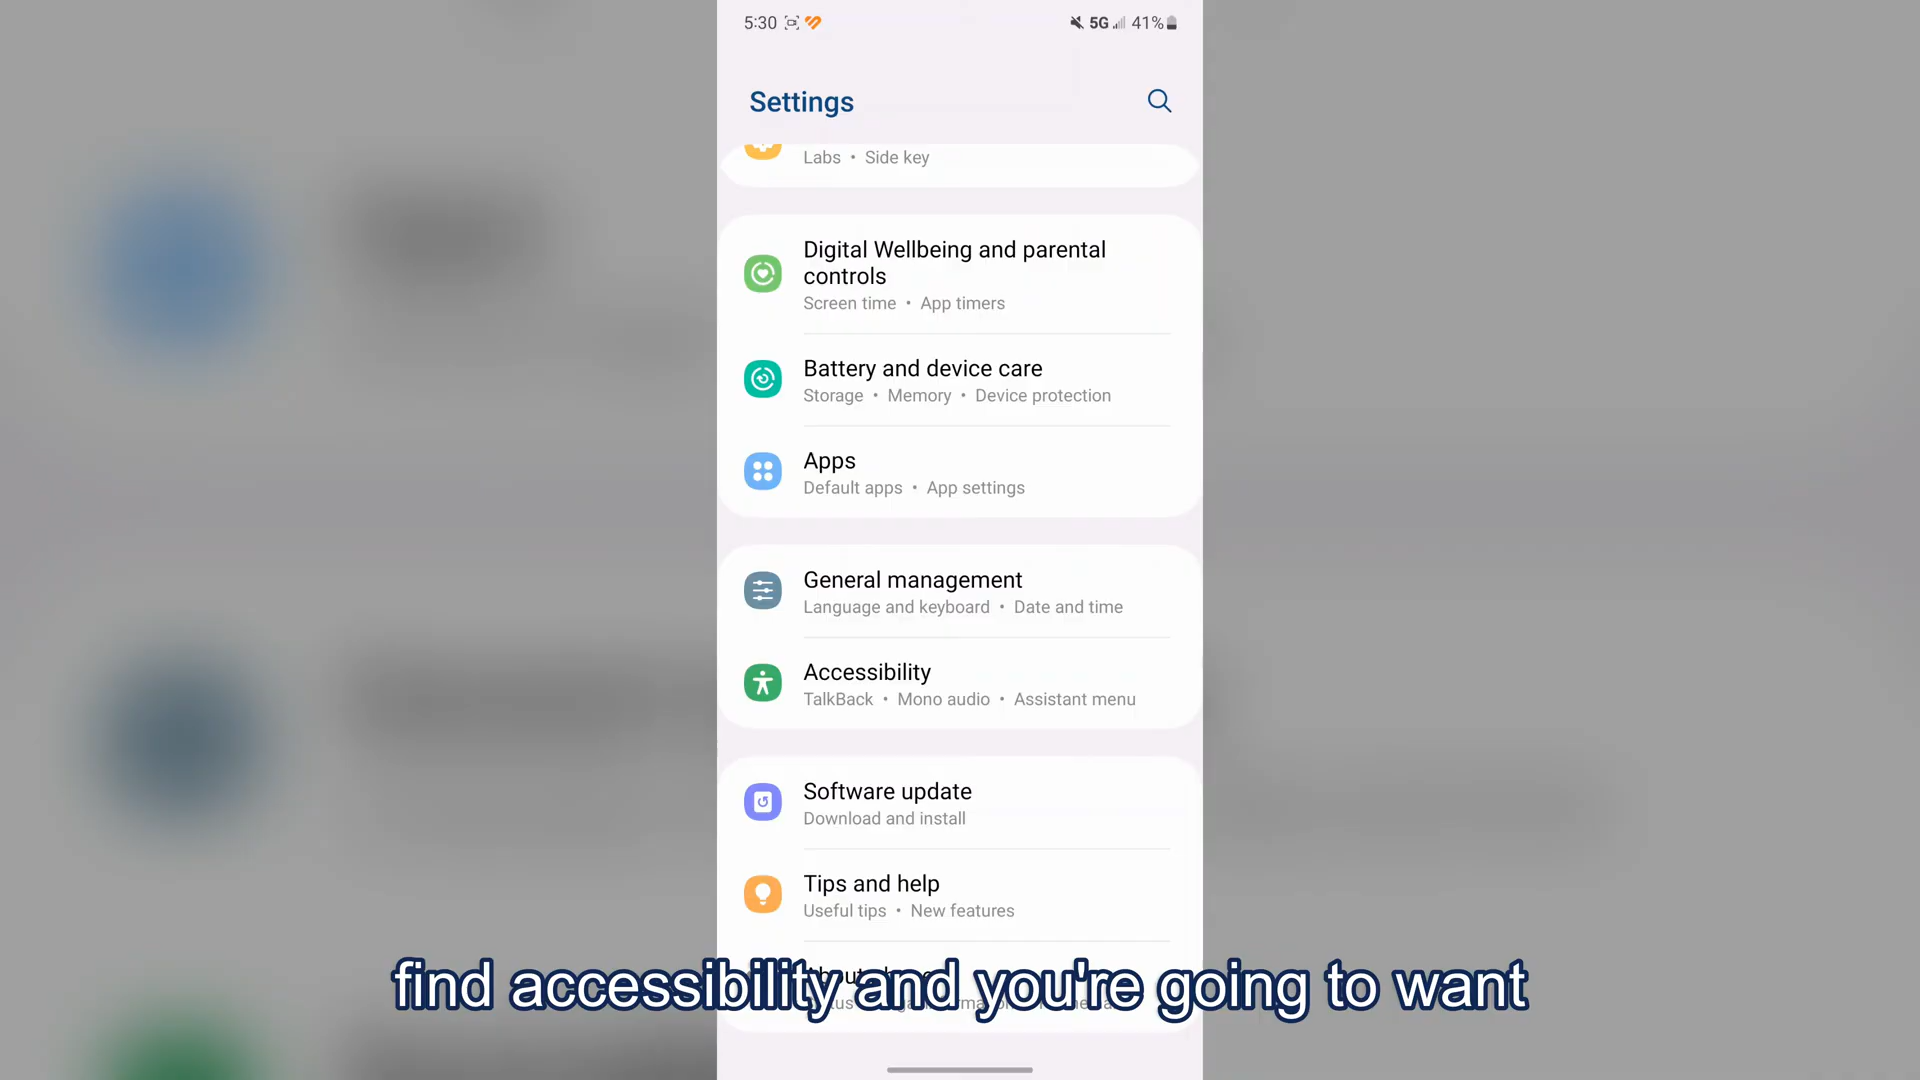 5:30 5G 41%
Settings
Labs • Side key
Digital Wellbeing and parental
controls
Screen time • App timers
Battery and device care
Storage • Memory • Device protection
Apps
Default apps • App settings
General management
Language and keyboard • Date and time
Accessibility
TalkBack • Mono audio • Assistant menu
Software update
Download and install
Tips and help
Useful tips • New features
find accessibility and you're going to want